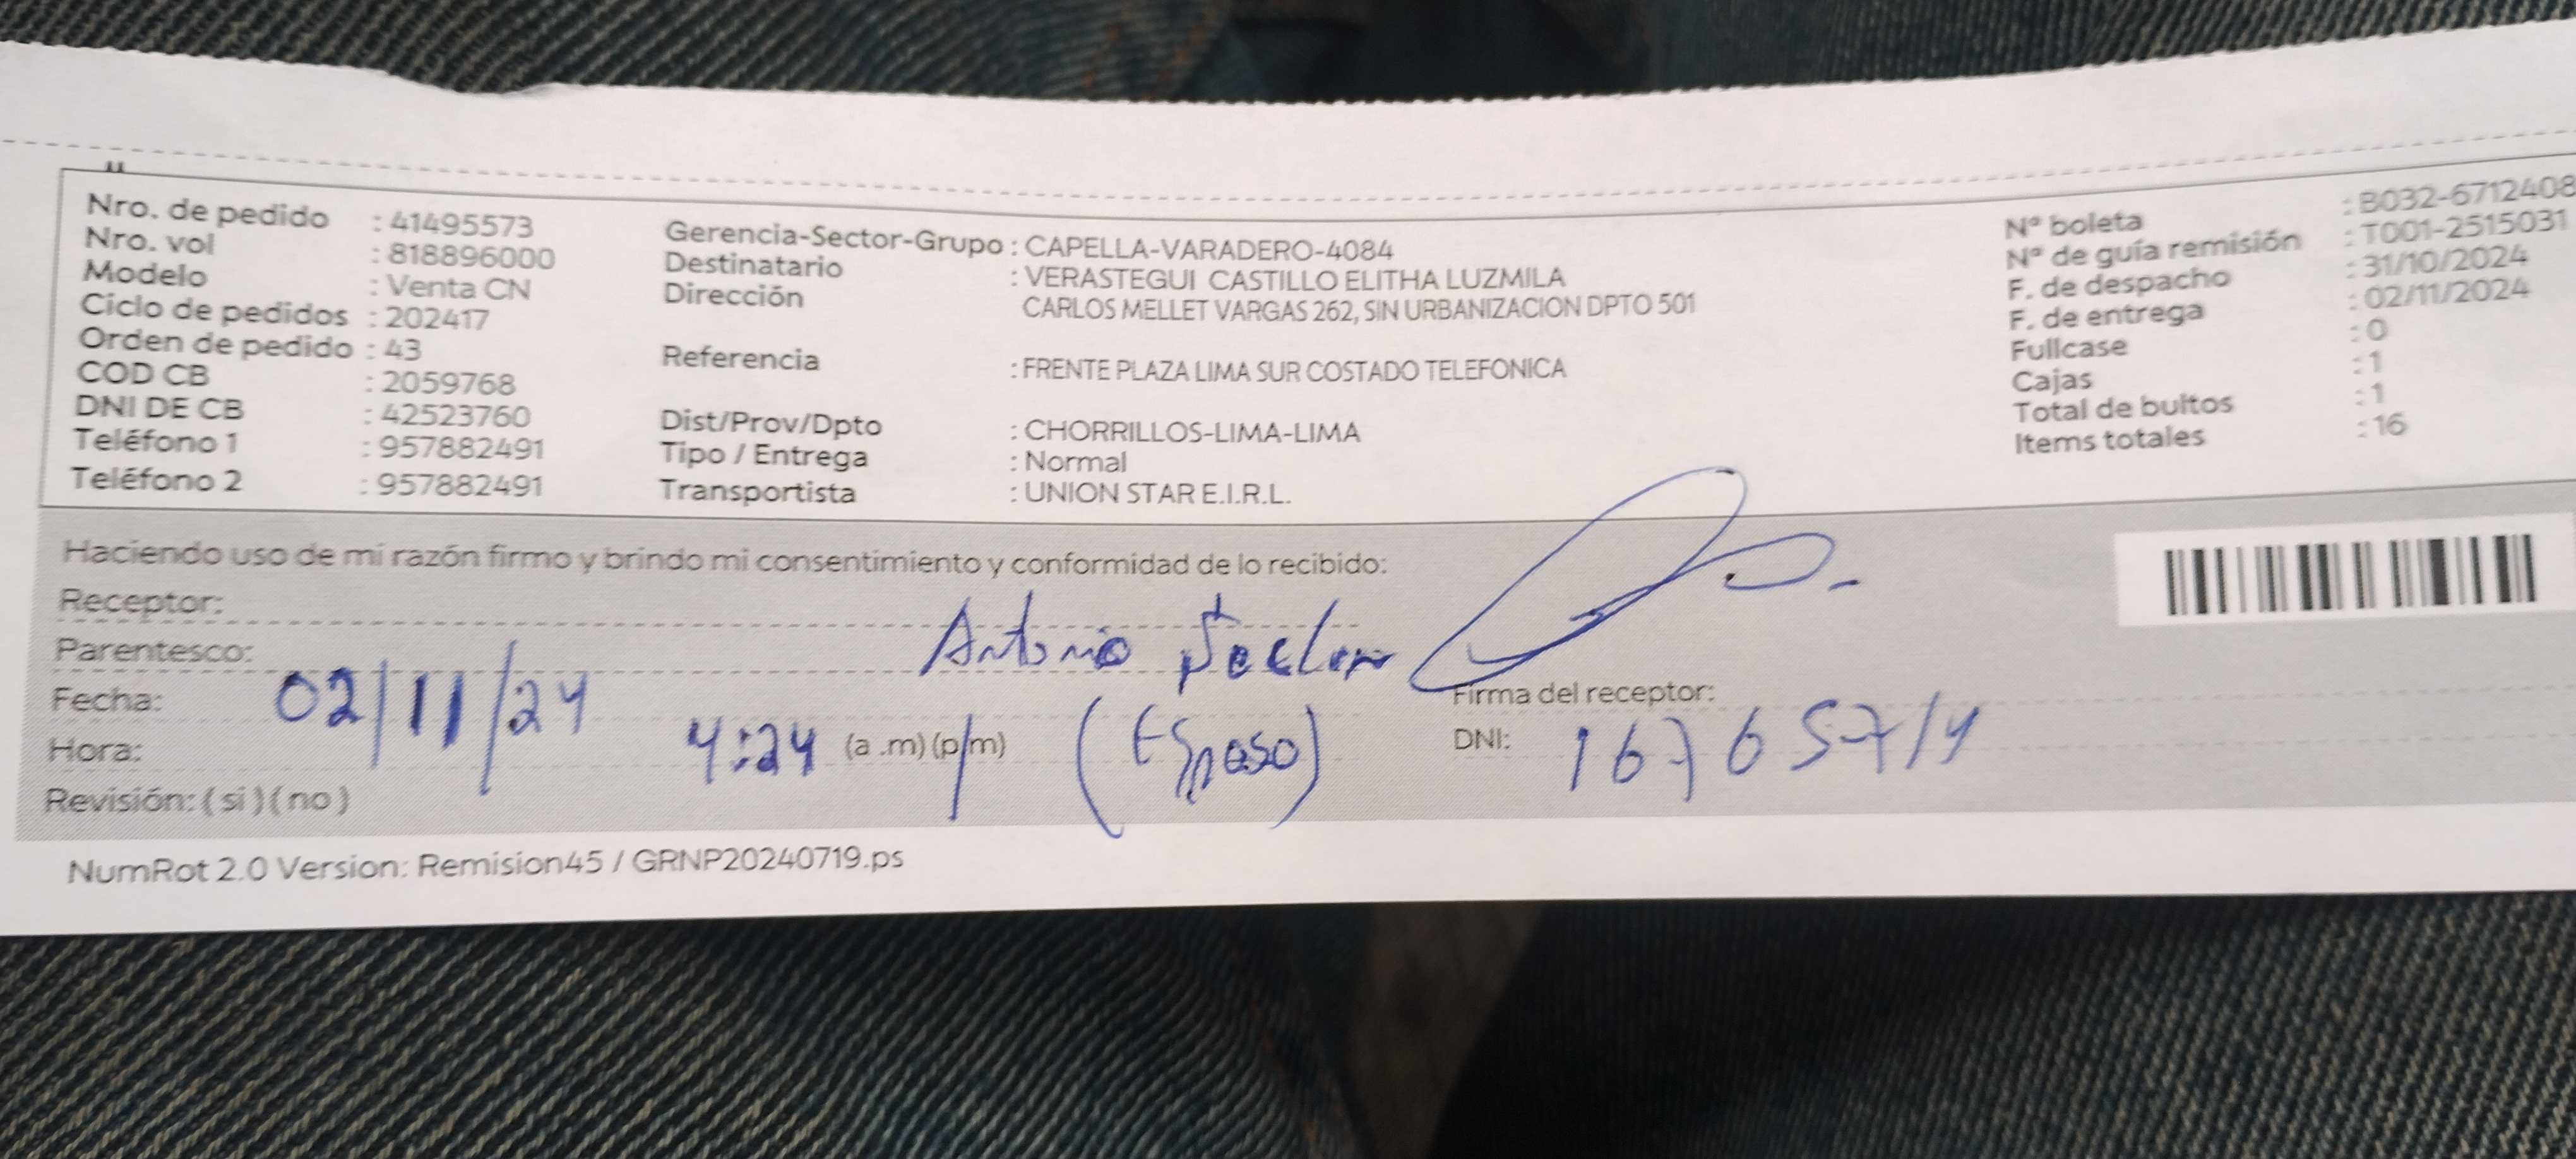 Nro. de pedido : 41495573
Nro. vol : 818896000
Modelo : Venta CN
Ciclo de pedidos : 202417
Orden de pedido : 43
COD CB : 2059768
DNI DE CB : 42523760
Teléfono 1 : 957882491
Teléfono 2 : 957882491
Gerencia-Sector-Grupo : CAPELLA-VARADERO-4084
Destinatario : VERASTEGUI CASTILLO ELITHA LUZMILA
Dirección CARLOS MELLET VARGAS 262, SIN URBANIZACION DPTO 501
Referencia : FRENTE PLAZA LIMA SUR COSTADO TELEFONICA
Dist/Prov/Dpto : CHORRILLOS-LIMA-LIMA
Tipo / Entrega : Normal
Transportista : UNION STAR E.I.R.L.
N° boleta : B032-6712408
N° de guía remisión : T001-2515031
F. de despacho : 31/10/2024
F. de entrega : 02/11/2024
Fullcase : 0
Cajas : 1
Total de bultos : 1
Items totales : 16
Haciendo uso de mi razón firmo y brindo mi consentimiento y conformidad de lo recibido:
Receptor:
Antonio
Parentesco:
(Esposo)
Fecha: 02/11/24
Hora: 4:24 (a .m) (p/m)
Revisión: ( si ) ( no )
Firma del receptor:
DNI: 167657/4
NumRot 2.0 Version: Remision45 / GRNP20240719.ps